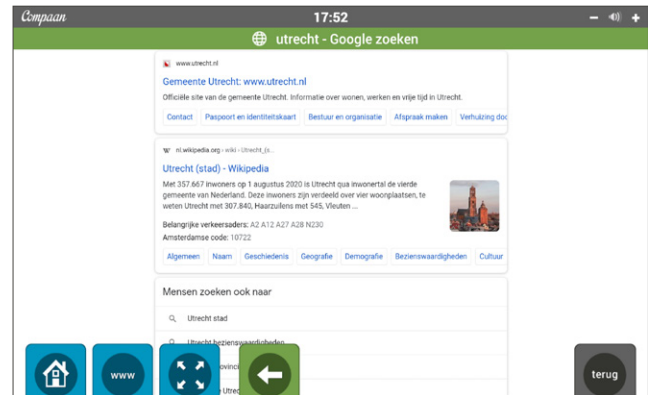 Compaan
17:52
utrecht - Google zoeken
www.utrecht.nl
Gemeente Utrecht: www.utrecht.nl
Officiële site van de gemeente Utrecht. Informatie over wonen, werken en vrije tijd in Utrecht.
Contact Paspoort en identiteitskaart Bestuur en organisatie Afspraak maken Verhuizing doo
nl.wikipedia.org › wiki › Utrecht_(s...
Utrecht (stad) - Wikipedia
Met 357.667 inwoners op 1 augustus 2020 is Utrecht qua inwonertal de vierde
gemeente van Nederland. Deze inwoners zijn verdeeld over vier woonplaatsen, te
weten Utrecht met 307.840, Haarzuilens met 545, Vleuten ...
Belangrijke verkeersaders: A2 A12 A27 A28 N230
Amsterdamse code: 10722
Algemeen Naam Geschiedenis Geografie Demografie Bezienswaardigheden Cultuur
Mensen zoeken ook naar
Utrecht stad
Utrecht bezienswaardigheden
www
terug